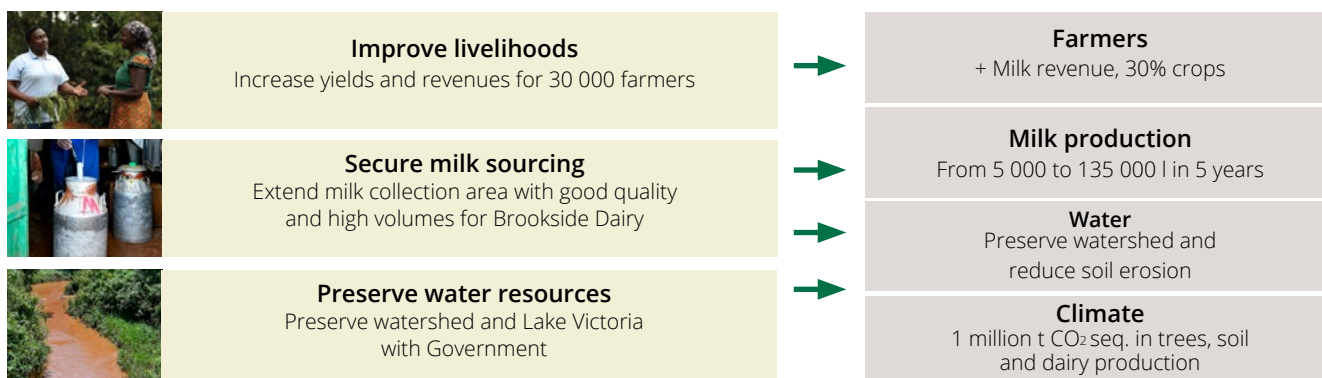 Improve livelihoods
Increase yields and revenues for 30 000 farmers
Secure milk sourcing
Extend milk collection area with good quality
and high volumes for Brookside Dairy
Preserve water resources
Preserve watershed and Lake Victoria
with Government
Farmers
+ Milk revenue, 30% crops
Milk production
From 5 000 to 135 000 l in 5 years
Water
Preserve watershed and
reduce soil erosion
Climate
1 million t CO2 seq. in trees, soil
and dairy production